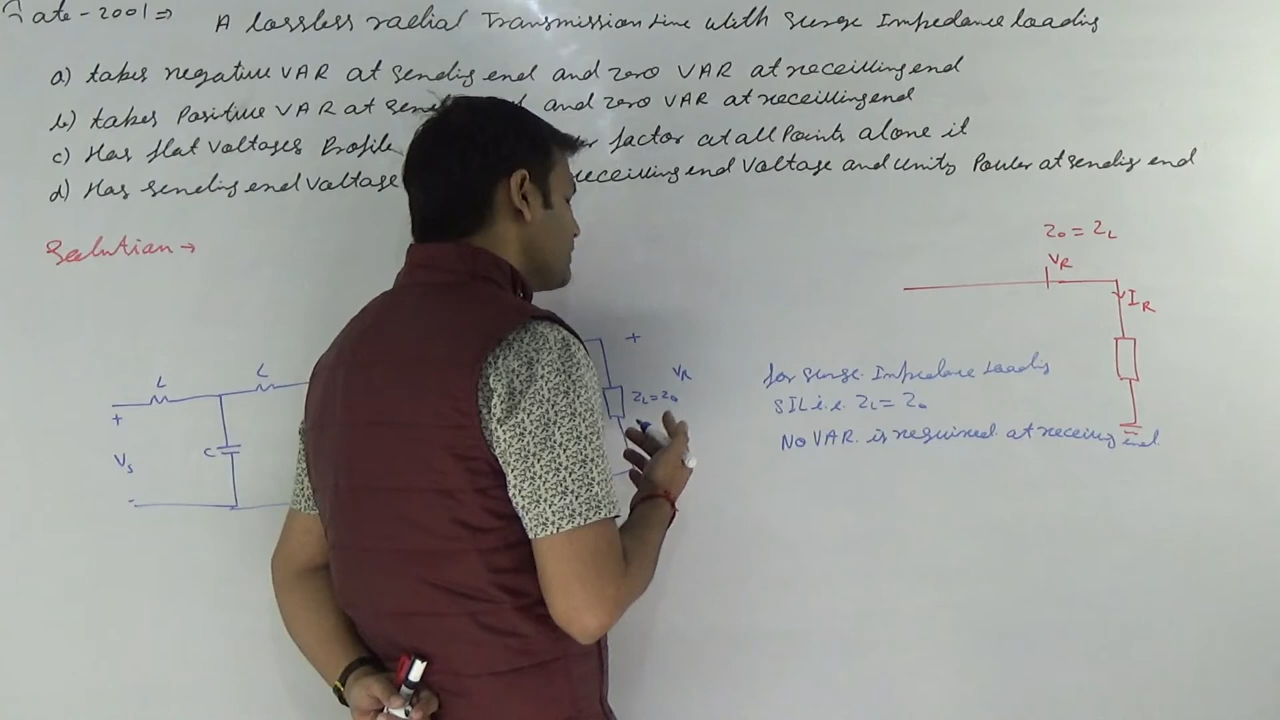 Gate - 2001 ⇒ A lossless radial Transmission Line with Surge Impedance loading
a) takes negative VAR at Sending end and zero VAR at receiving end
b) takes Positive VAR at and zero VAR at receiving end
c) Has flat Voltages Profile factor at all Points alone it
d) Has Sending end Voltage receiving end Voltage and Unity Power at sending end
Solution →
Z0 = ZL
VR
IR
L
L
+
+
VR
ZL = Z0
C
VS
-
for Surge Impedance Loading
SIL i.e. ZL = Z0
No VAR. is required at receiving end.